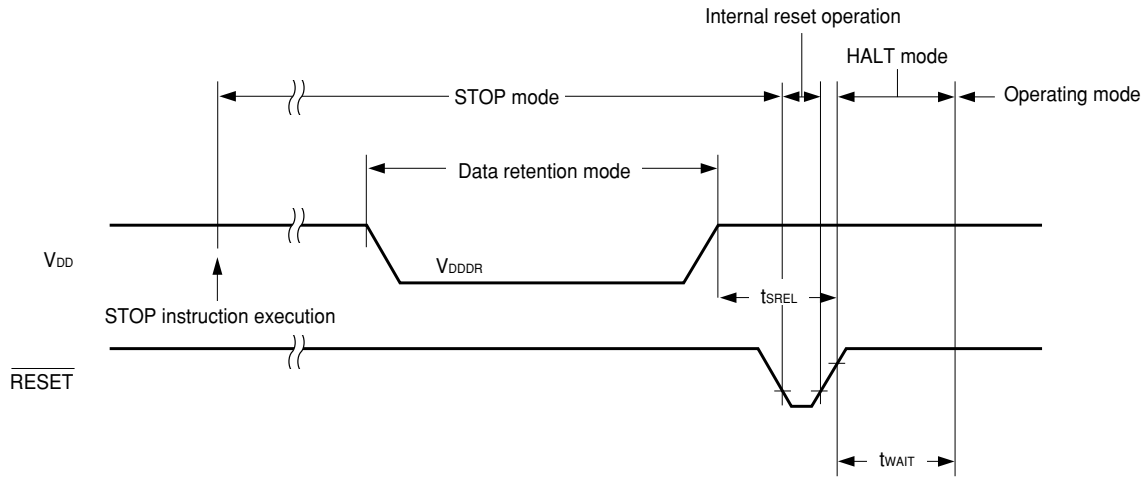 Internal reset operation
HALT mode
STOP mode
Operating mode
Data retention mode
VDD
VDDDR
tSREL
STOP instruction execution
RESET
tWAIT